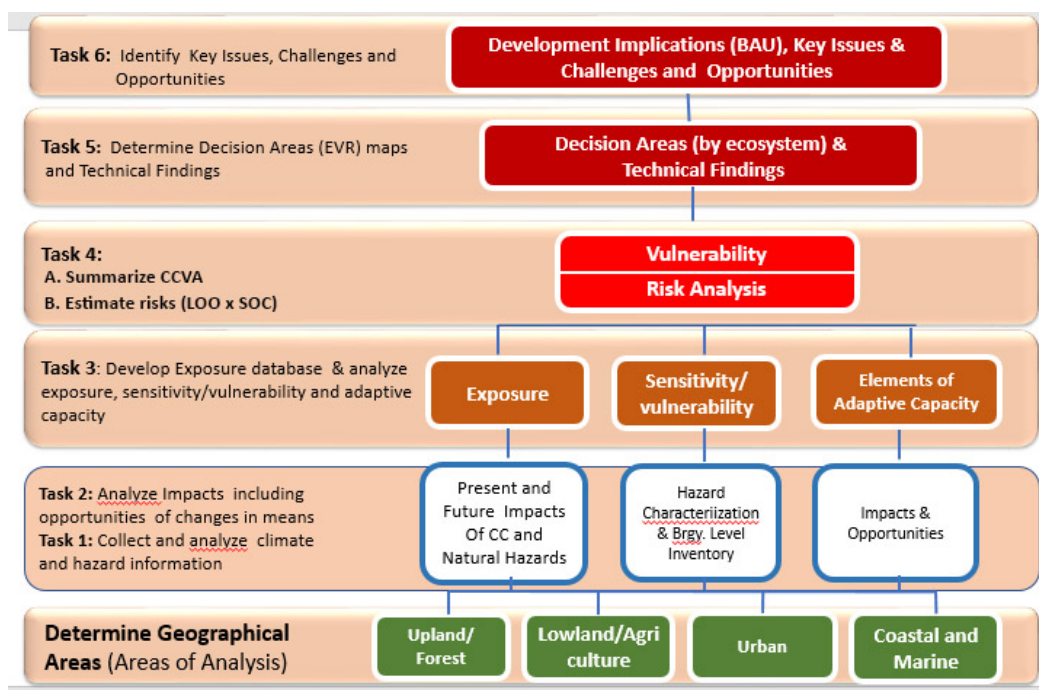 Task 6: Identify Key Issues, Challenges and
Opportunities
Development Implications (BAU), Key Issues &
Challenges and Opportunities
Task 5: Determine Decision Areas (EVR) maps
and Technical Findings
Decision Areas (by ecosystem) &
Technical Findings
Task 4:
A. Summarize CCVA
B. Estimate risks (LOO x SOC)
Vulnerability
Risk Analysis
Task 3: Develop Exposure database & analyze
exposure, sensitivity/vulnerability and adaptive
capacity
Exposure
Sensitivity/
vulnerability
Elements of
Adaptive Capacity
Task 2: Analyze Impacts including
opportunities of changes in means
Task 1: Collect and analyze climate
and hazard information
Present and
Future Impacts
Of CC and
Natural Hazards
Hazard
Characteriization
& Brgy. Level
Inventory
Impacts &
Opportunities
Determine Geographical
Areas (Areas of Analysis)
Upland/
Forest
Lowland/Agri
culture
Urban
Coastal and
Marine